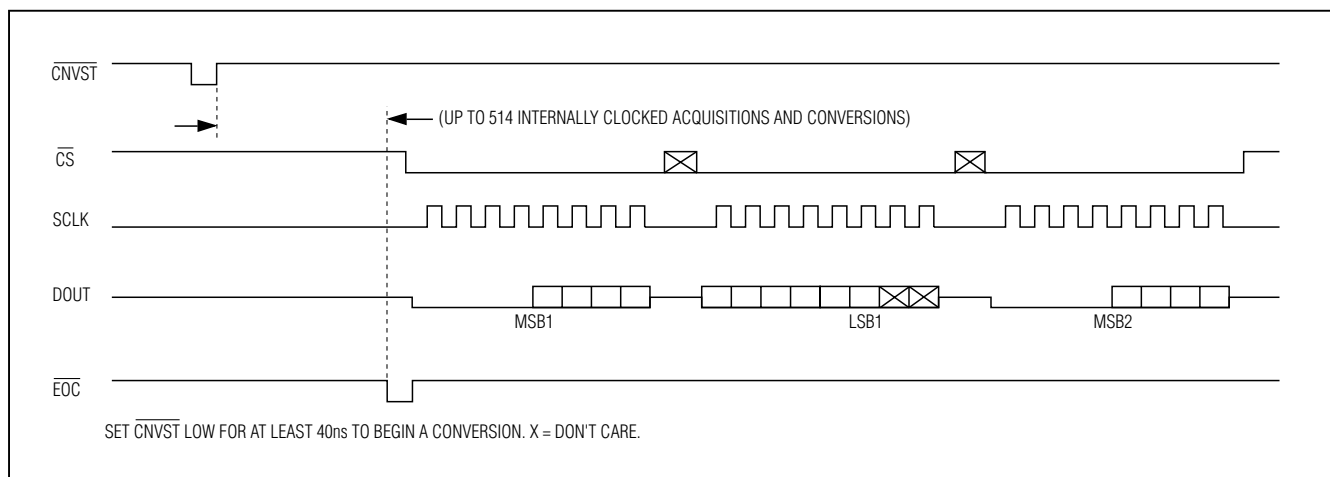 CNVST
(UP TO 514 INTERNALLY CLOCKED ACQUISITIONS AND CONVERSIONS)
CS
SCLK
DOUT
MSB1 LSB1 MSB2
EOC
SET CNVST LOW FOR AT LEAST 40ns TO BEGIN A CONVERSION. X = DON'T CARE.